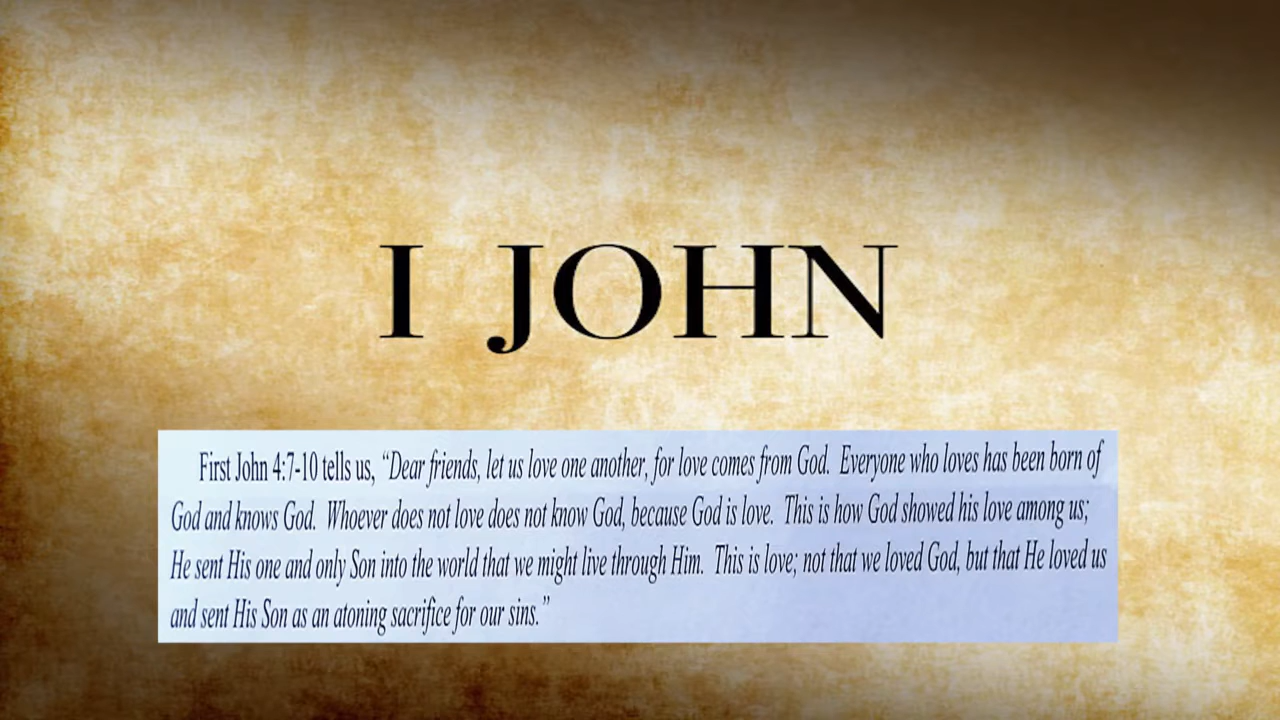 I JOHN
First John 4:7-10 tells us, “Dear friends, let us love one another, for love comes from God.  Everyone who loves has been born of
God and knows God.  Whoever does not love does not know God, because God is love.  This is how God showed his love among us;
He sent His one and only Son into the world that we might live through Him.  This is love; not that we loved God, but that He loved us
and sent His Son as an atoning sacrifice for our sins.”